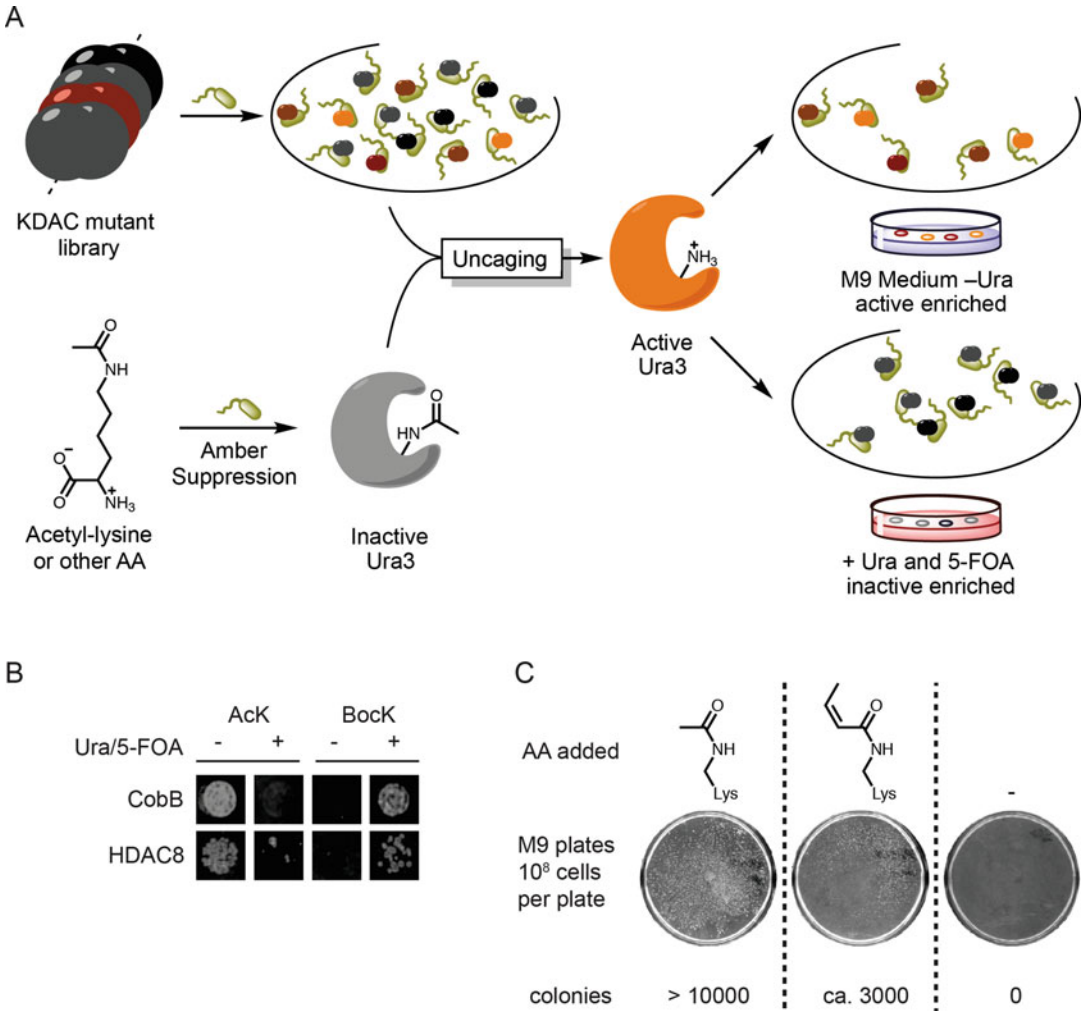 A
KDAC mutant
library
Uncaging
NH₃
+
Active
Ura3
M9 Medium –Ura
active enriched
O
NH
O⁻
O
NH₃
+
Acetyl-lysine
or other AA
Amber
Suppression
O
HN
Inactive
Ura3
+ Ura and 5-FOA
inactive enriched
B
AcK BocK
Ura/5-FOA - + - +
CobB
HDAC8
C
AA added
O
NH
Lys
O
NH
Lys
-
M9 plates
10⁸ cells
per plate
colonies > 10000 ca. 3000 0